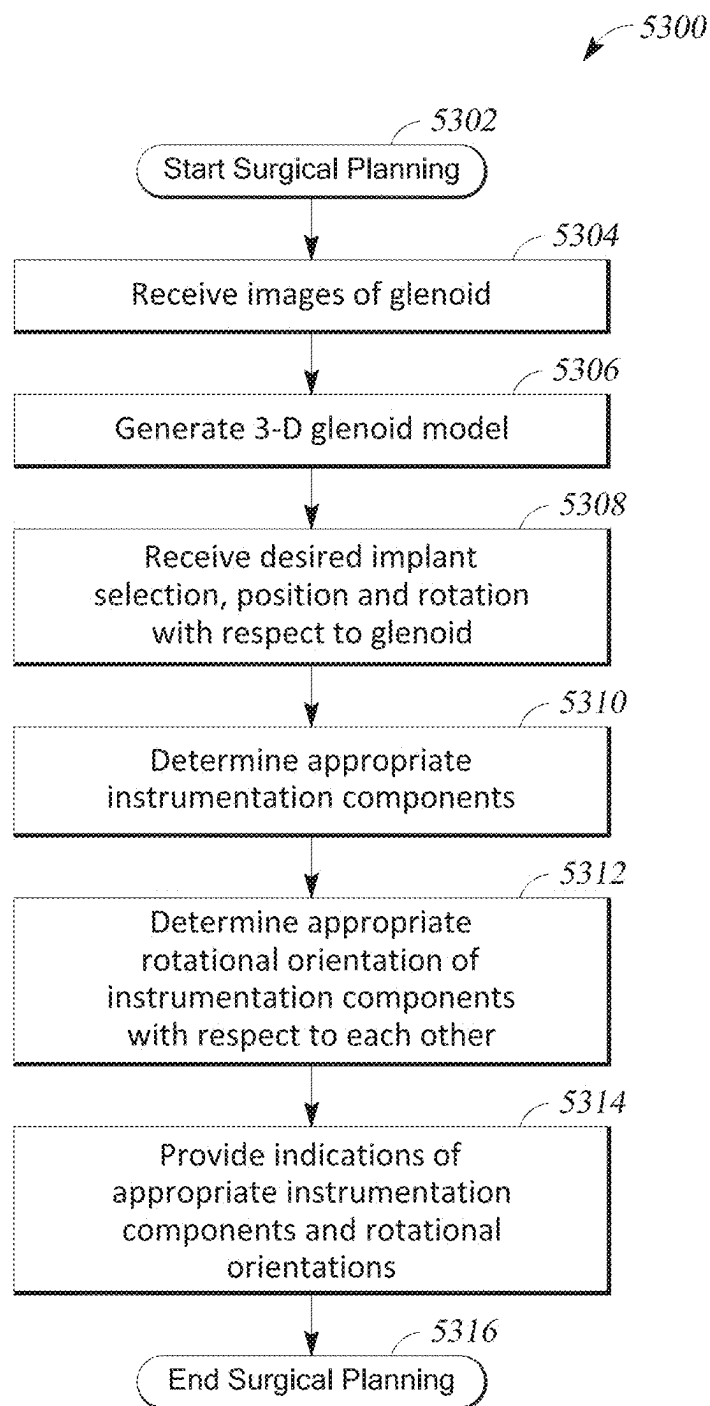 5300
5302
Start Surgical Planning
5304
Receive images of glenoid
5306
Generate 3-D glenoid model
5308
Receive desired implant
selection, position and rotation
with respect to glenoid
5310
Determine appropriate
instrumentation components
5312
Determine appropriate
rotational orientation of
instrumentation components
with respect to each other
5314
Provide indications of
appropriate instrumentation
components and rotational
orientations
5316
End Surgical Planning